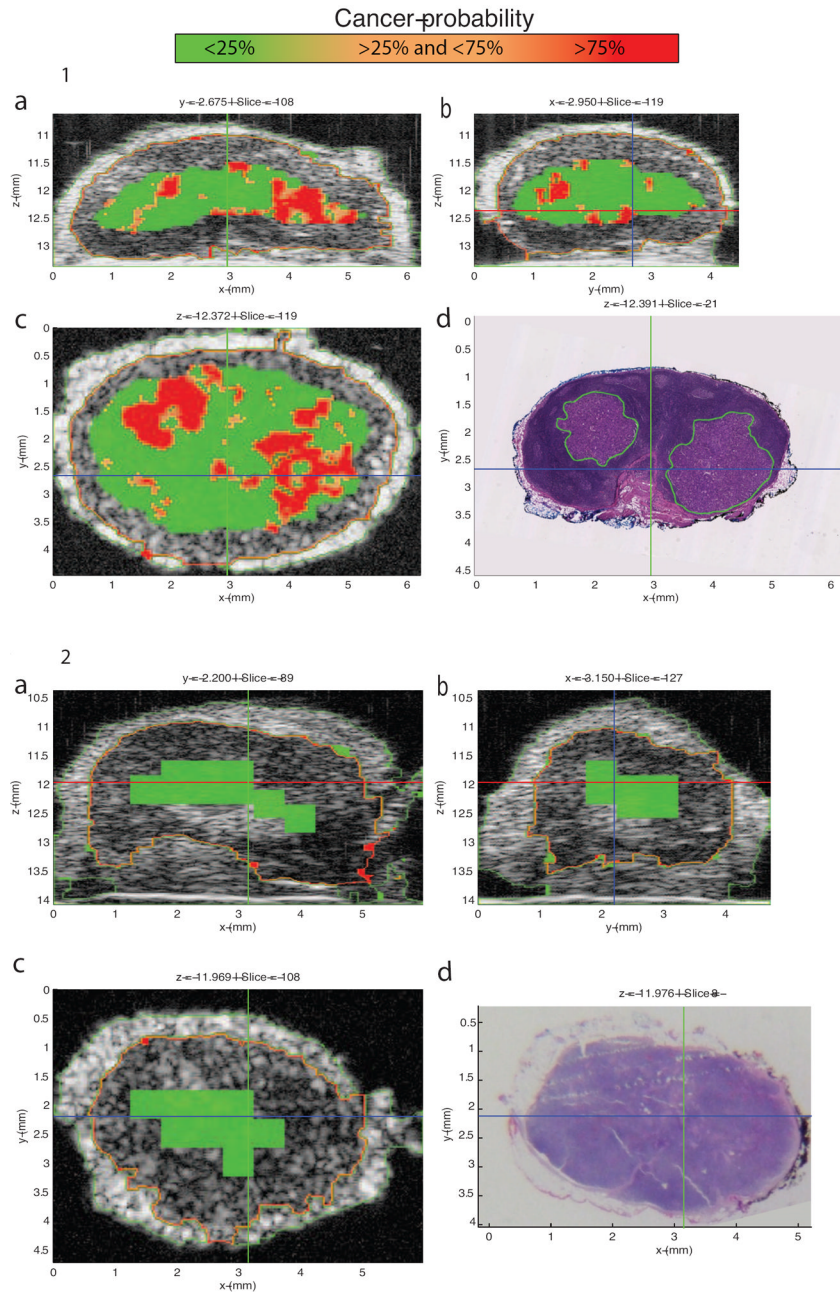 Cancer-probability
<25% >25% and <75% >75%
1
a
y = 2.675 | Slice = 108
z-(mm)
11
11.5
12
12.5
13
0 1 2 3 4 5 6
x-(mm)
b
x = 2.950 | Slice = 119
z-(mm)
11
11.5
12
12.5
13
0 1 2 3 4
y-(mm)
c
z = 12.372 | Slice = 119
y-(mm)
0
0.5
1
1.5
2
2.5
3
3.5
4
0 1 2 3 4 5 6
x-(mm)
d
z = 12.391 | Slice = 21
y-(mm)
0
0.5
1
1.5
2
2.5
3
3.5
4
4.5
0 1 2 3 4 5 6
x-(mm)
2
a
y = 2.200 | Slice = 89
z-(mm)
10.5
11
11.5
12
12.5
13
13.5
14
0 1 2 3 4 5
x-(mm)
b
x = 3.150 | Slice = 127
z-(mm)
10.5
11
11.5
12
12.5
13
13.5
14
0 1 2 3 4
y-(mm)
c
z = 11.969 | Slice = 108
y-(mm)
0
0.5
1
1.5
2
2.5
3
3.5
4
4.5
0 1 2 3 4 5
x-(mm)
d
z = 11.976 | Slice
y-(mm)
0.5
1
1.5
2
2.5
3
3.5
4
0 1 2 3 4 5
x-(mm)